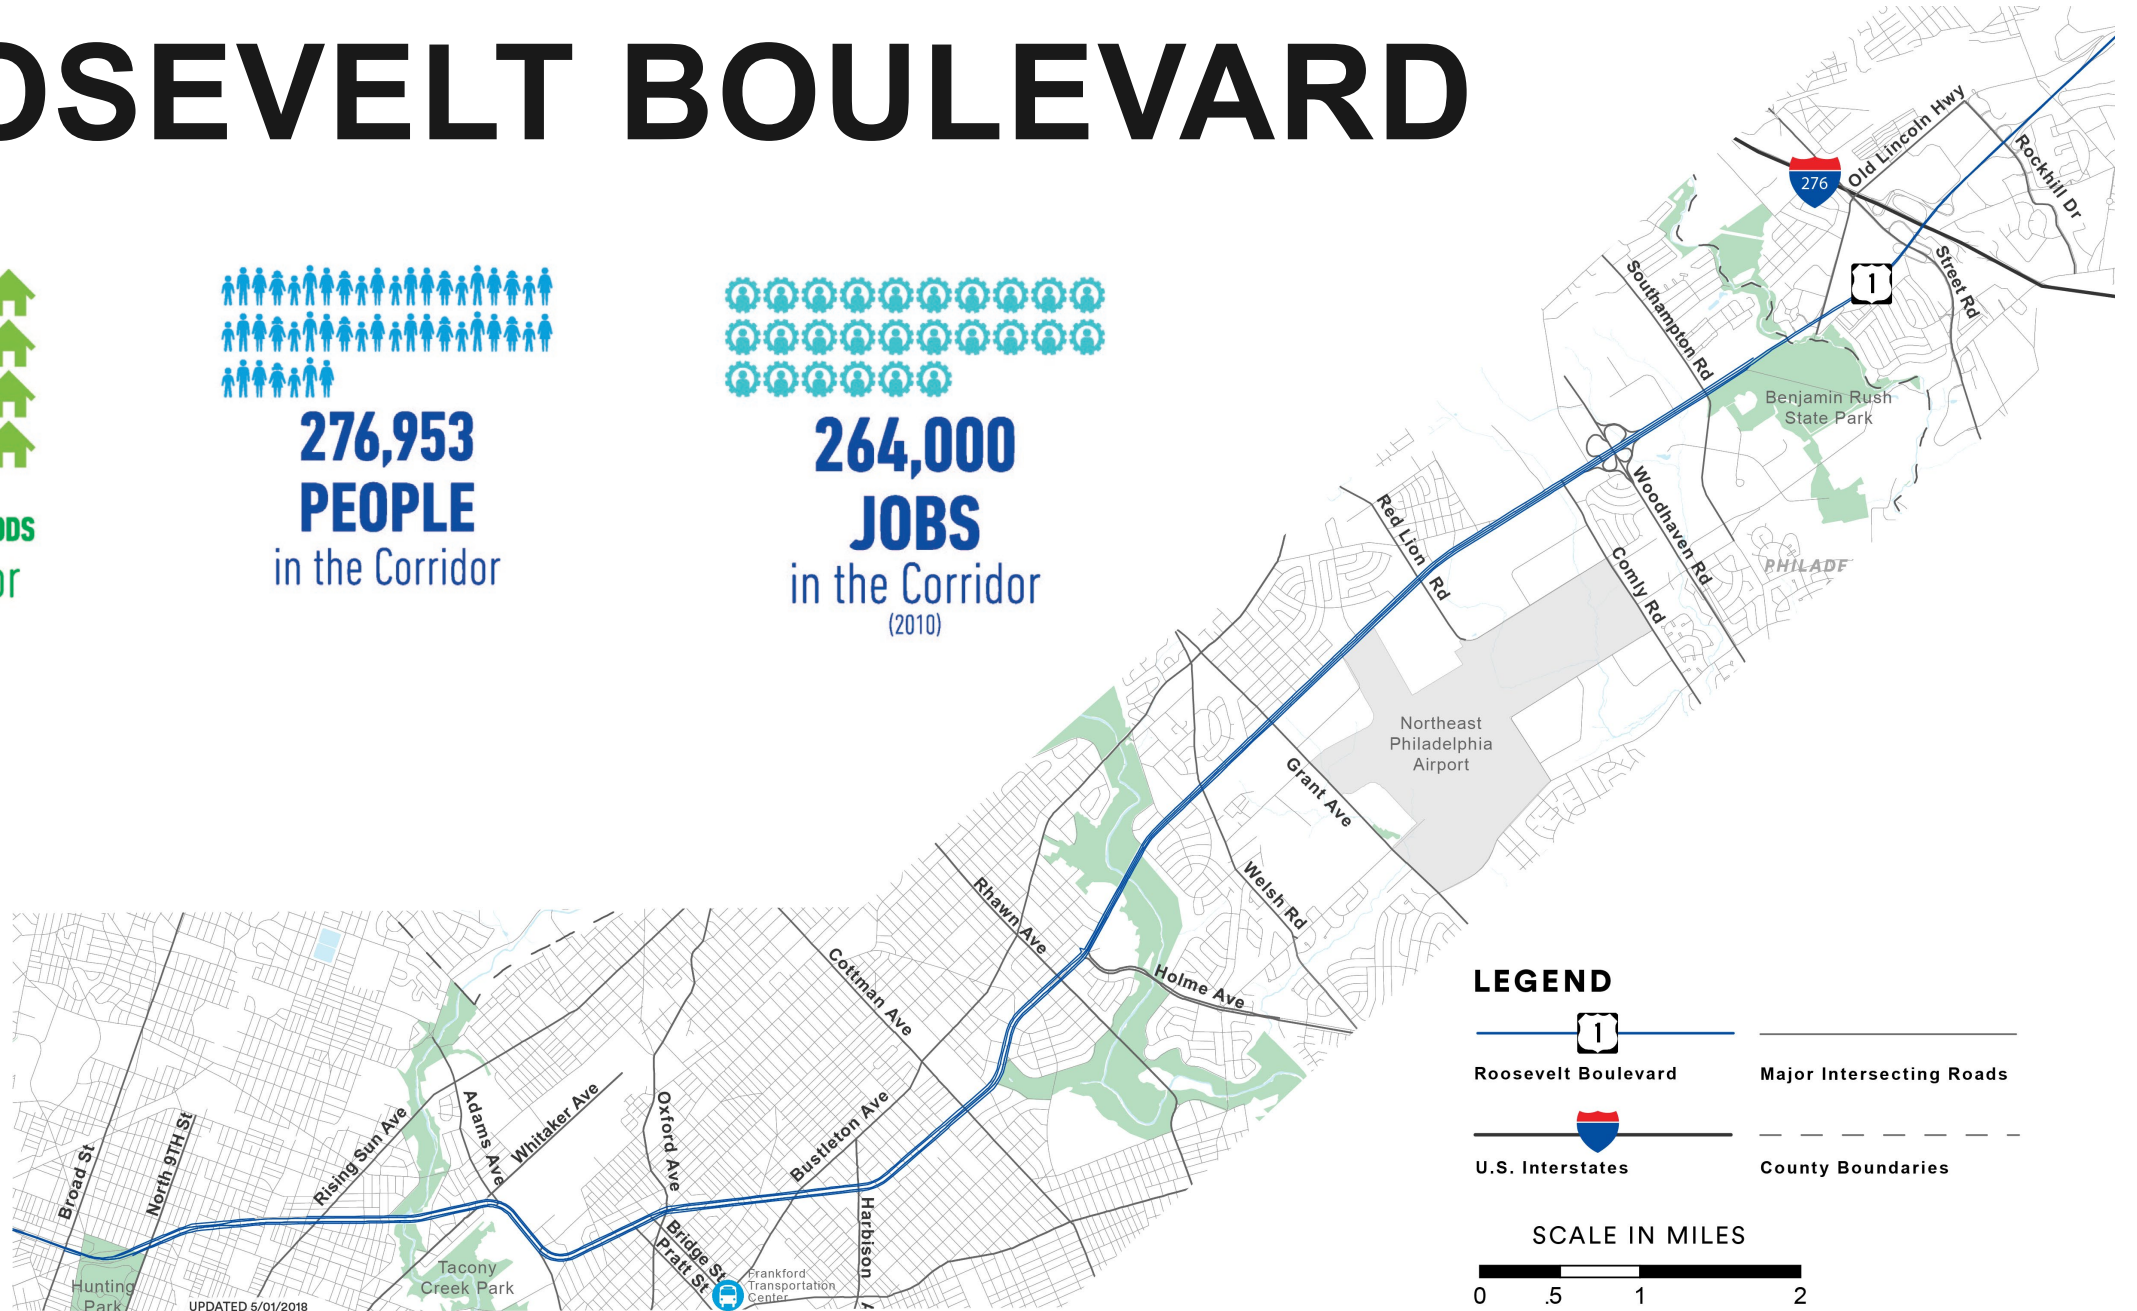 OSEVELT BOULEVARD
ODS
or
276,953
PEOPLE
in the Corridor
264,000
JOBS
in the Corridor
(2010)
276
Old Lincoln Hwy
Rockhill Dr
Street Rd
1
Southampton Rd
Benjamin Rush
State Park
Woodhaven Rd
Comly Rd
PHILADE
Red Lion Rd
Northeast
Philadelphia
Airport
Grant Ave
Welsh Rd
Holme Ave
Rhawn Ave
Cottman Ave
Bustleton Ave
Harbison
Oxford Ave
Whitaker Ave
Adams Ave
Rising Sun Ave
North 9TH St
Broad St
Bridge St
Pratt St
Frankford
Transportation
Center
Tacony
Creek Park
Hunting
Park
UPDATED 5/01/2018
LEGEND
1
Roosevelt Boulevard
Major Intersecting Roads
U.S. Interstates
County Boundaries
SCALE IN MILES
0 .5 1 2